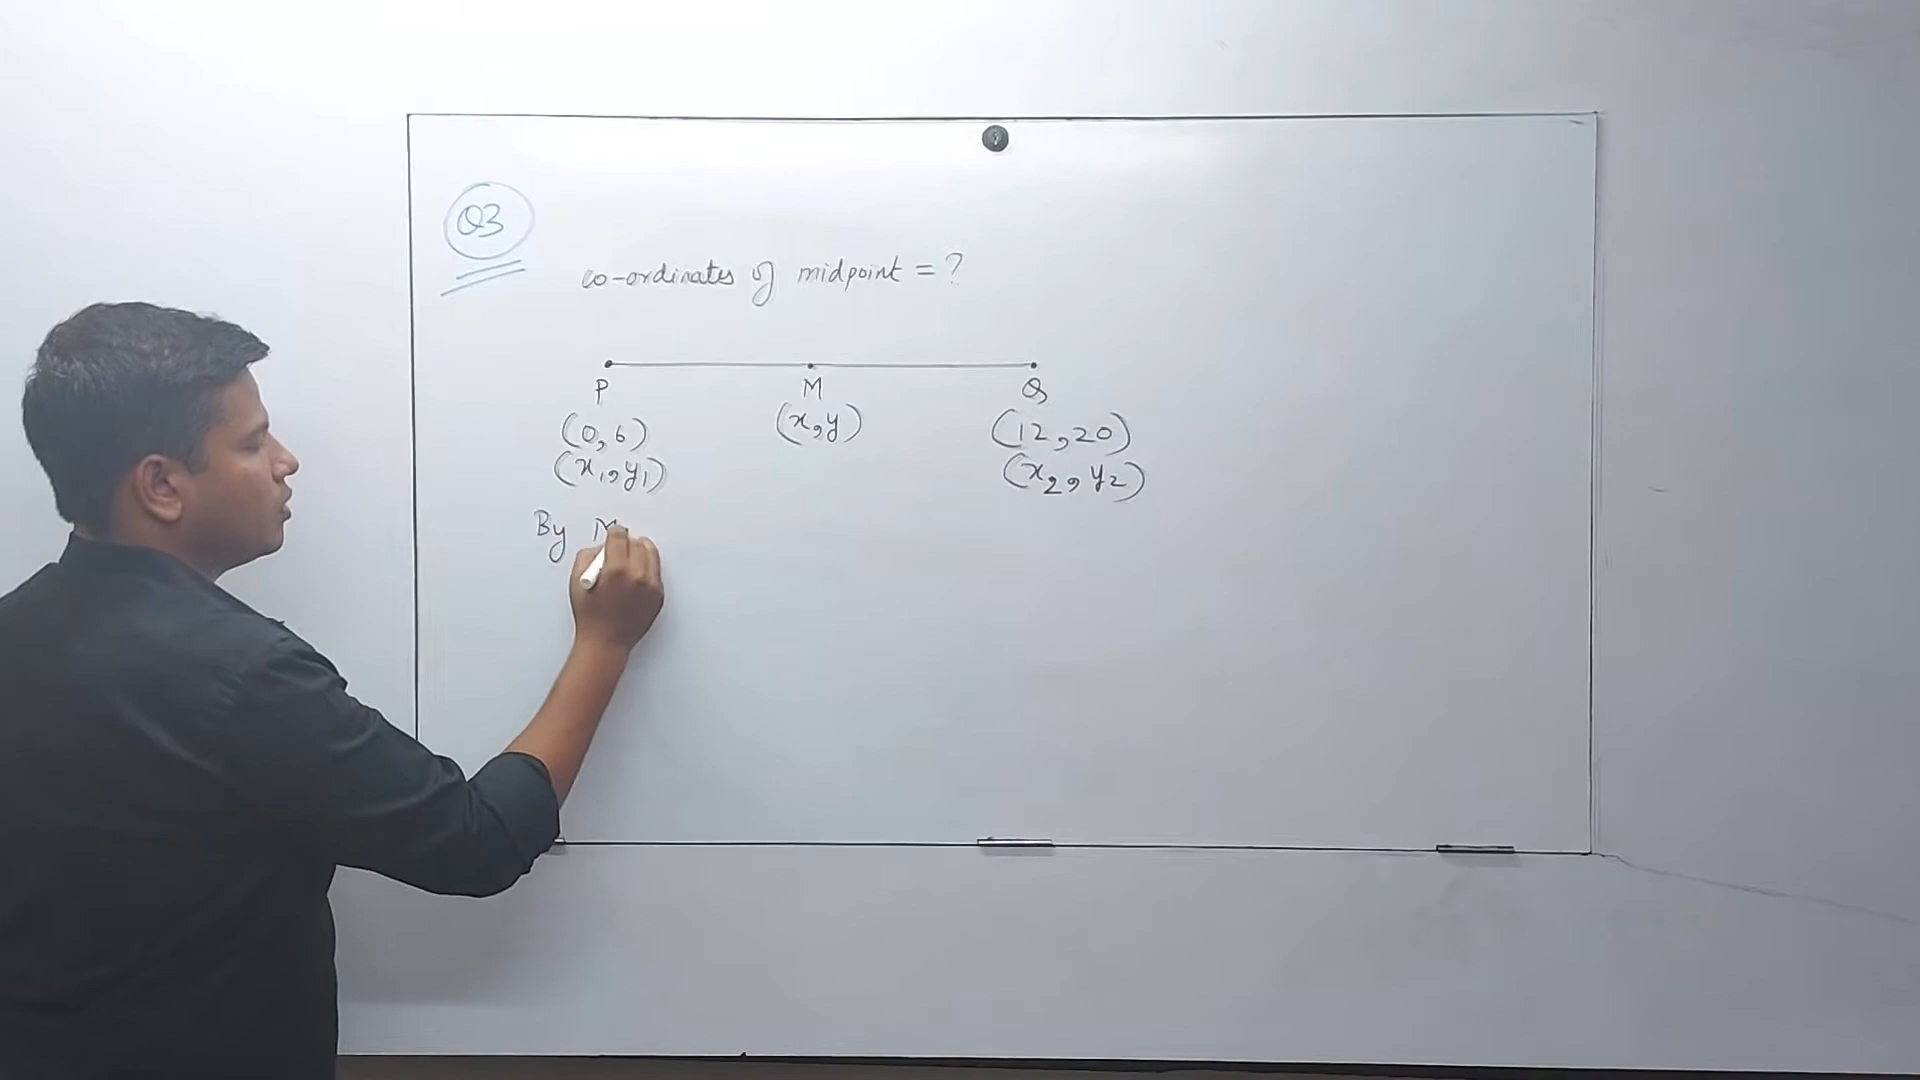 Q3
co-ordinates of midpoint = ?
P M Q
(0, 6) (x, y) (12, 20)
(x1, y1) (x2, y2)
By M